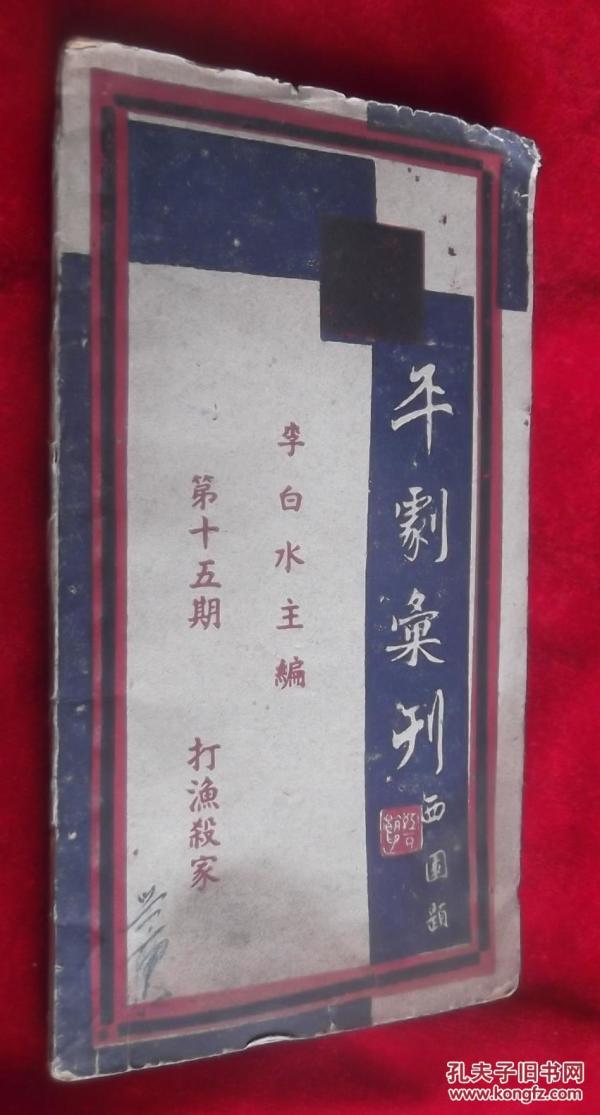 平劇彙刊
西園題
李白水主編
第十五期 打漁殺家
孔夫子旧书网
www.kongfz.com